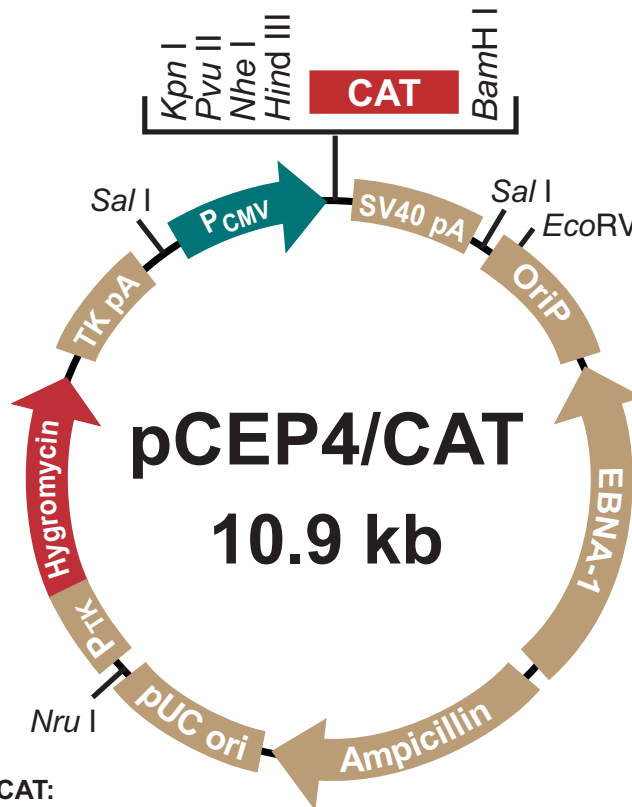 Kpn I
Pvu II
Nhe I
Hind III
CAT
BamH I
Sal I
PCMV
SV40 pA
Sal I
EcoRV
TK pA
OriP
pCEP4/CAT
10.9 kb
Hygromycin
EBNA-1
PTK
Nru I
pUC ori
Ampicillin
CAT: